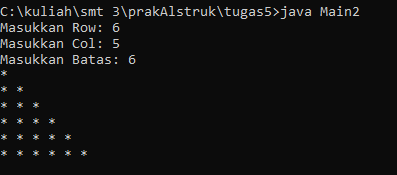 C:\kuliah\smt 3\prakAlstruk\tugas5>java Main2
Masukkan Row: 6
Masukkan Col: 5
Masukkan Batas: 6
*
* *
* * *
* * * *
* * * * *
* * * * * *